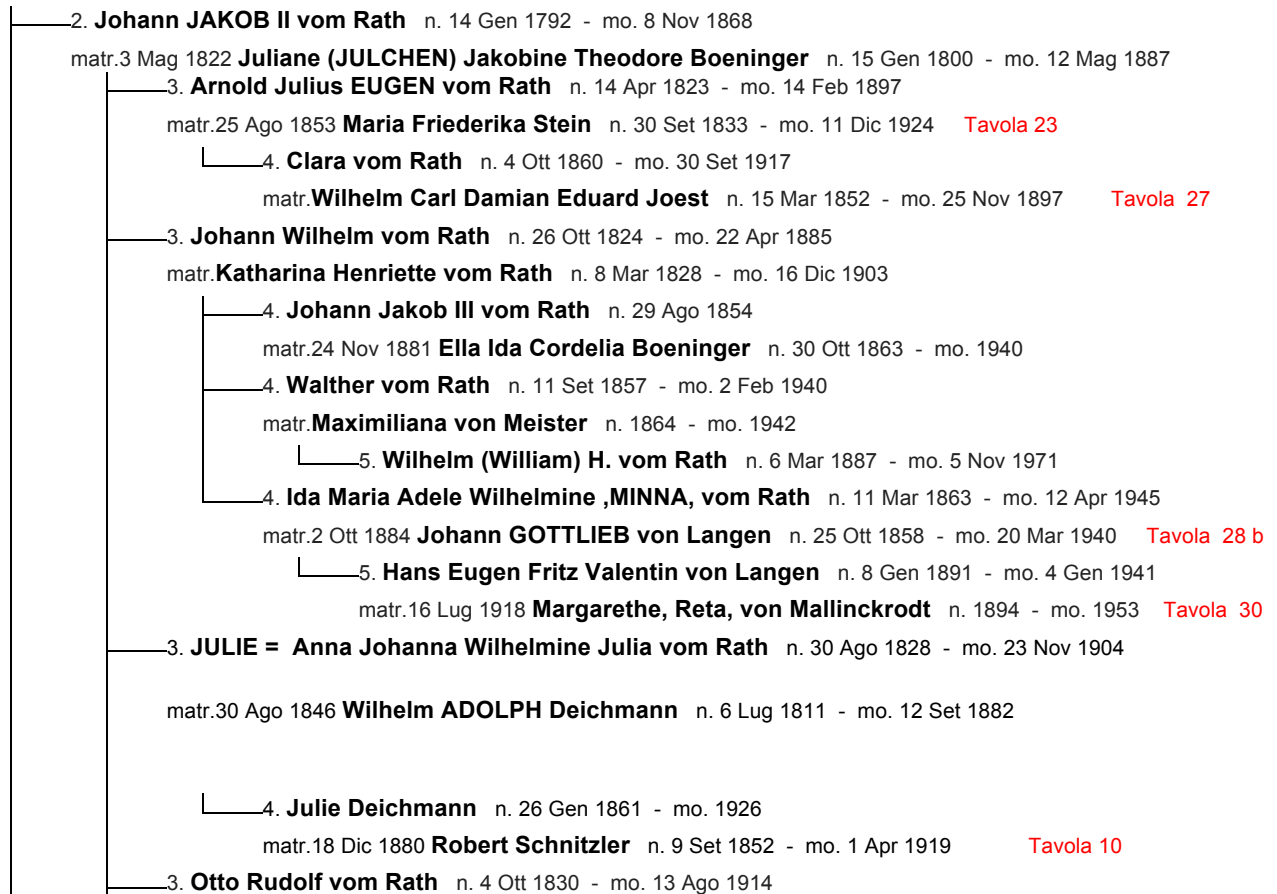 2. Johann JAKOB II vom Rath n. 14 Gen 1792 - mo. 8 Nov 1868
matr.3 Mag 1822 Juliane (JULCHEN) Jakobine Theodore Boeninger n. 15 Gen 1800 - mo. 12 Mag 1887
3. Arnold Julius EUGEN vom Rath n. 14 Apr 1823 - mo. 14 Feb 1897
matr.25 Ago 1853 Maria Friederika Stein n. 30 Set 1833 - mo. 11 Dic 1924 Tavola 23
4. Clara vom Rath n. 4 Ott 1860 - mo. 30 Set 1917
matr.Wilhelm Carl Damian Eduard Joest n. 15 Mar 1852 - mo. 25 Nov 1897 Tavola 27
3. Johann Wilhelm vom Rath n. 26 Ott 1824 - mo. 22 Apr 1885
matr.Katharina Henriette vom Rath n. 8 Mar 1828 - mo. 16 Dic 1903
4. Johann Jakob III vom Rath n. 29 Ago 1854
matr.24 Nov 1881 Ella Ida Cordelia Boeninger n. 30 Ott 1863 - mo. 1940
4. Walther vom Rath n. 11 Set 1857 - mo. 2 Feb 1940
matr.Maximiliana von Meister n. 1864 - mo. 1942
5. Wilhelm (William) H. vom Rath n. 6 Mar 1887 - mo. 5 Nov 1971
4. Ida Maria Adele Wilhelmine ,MINNA, vom Rath n. 11 Mar 1863 - mo. 12 Apr 1945
matr.2 Ott 1884 Johann GOTTLIEB von Langen n. 25 Ott 1858 - mo. 20 Mar 1940 Tavola 28 b
5. Hans Eugen Fritz Valentin von Langen n. 8 Gen 1891 - mo. 4 Gen 1941
matr.16 Lug 1918 Margarethe, Reta, von Mallinckrodt n. 1894 - mo. 1953 Tavola 30
3. JULIE = Anna Johanna Wilhelmine Julia vom Rath n. 30 Ago 1828 - mo. 23 Nov 1904
matr.30 Ago 1846 Wilhelm ADOLPH Deichmann n. 6 Lug 1811 - mo. 12 Set 1882
4. Julie Deichmann n. 26 Gen 1861 - mo. 1926
matr.18 Dic 1880 Robert Schnitzler n. 9 Set 1852 - mo. 1 Apr 1919 Tavola 10
3. Otto Rudolf vom Rath n. 4 Ott 1830 - mo. 13 Ago 1914